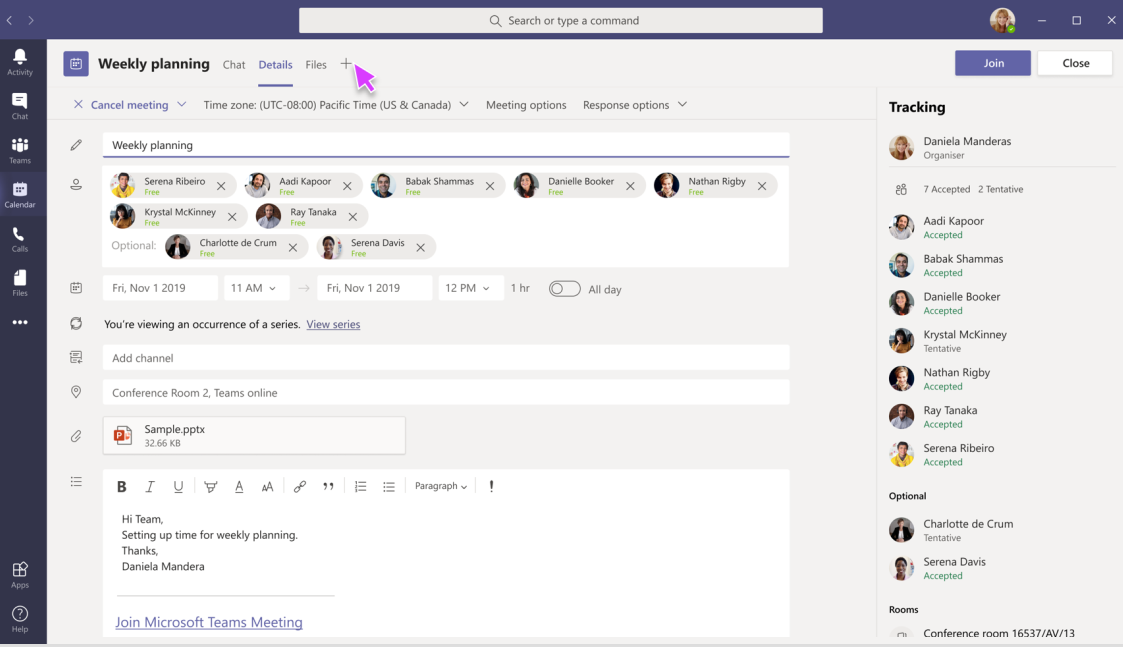 Search or type a command
Activity
Chat
Teams
Calendar
Calls
Files
Apps
Help
Weekly planning Chat Details Files
Join Close
Cancel meeting Time zone: (UTC-08:00) Pacific Time (US & Canada) Meeting options Response options
Weekly planning
Serena Ribeiro Aadi Kapoor Babak Shammas Danielle Booker Nathan Rigby
Free Free Free Free Free
Krystal McKinney Ray Tanaka
Free Free
Optional: Charlotte de Crum Serena Davis
Free Free
Fri, Nov 1 2019 11 AM → Fri, Nov 1 2019 12 PM 1 hr All day
You're viewing an occurrence of a series. View series
Add channel
Conference Room 2, Teams online
Sample.pptx
32.66 KB
B I U A AA Paragraph !
Hi Team,
Setting up time for weekly planning.
Thanks,
Daniela Mandera
Join Microsoft Teams Meeting
Tracking
Daniela Manderas
Organiser
7 Accepted 2 Tentative
Aadi Kapoor
Accepted
Babak Shammas
Accepted
Danielle Booker
Accepted
Krystal McKinney
Tentative
Nathan Rigby
Accepted
Ray Tanaka
Accepted
Serena Ribeiro
Accepted
Optional
Charlotte de Crum
Tentative
Serena Davis
Accepted
Rooms
Conference room 16537/AV/13